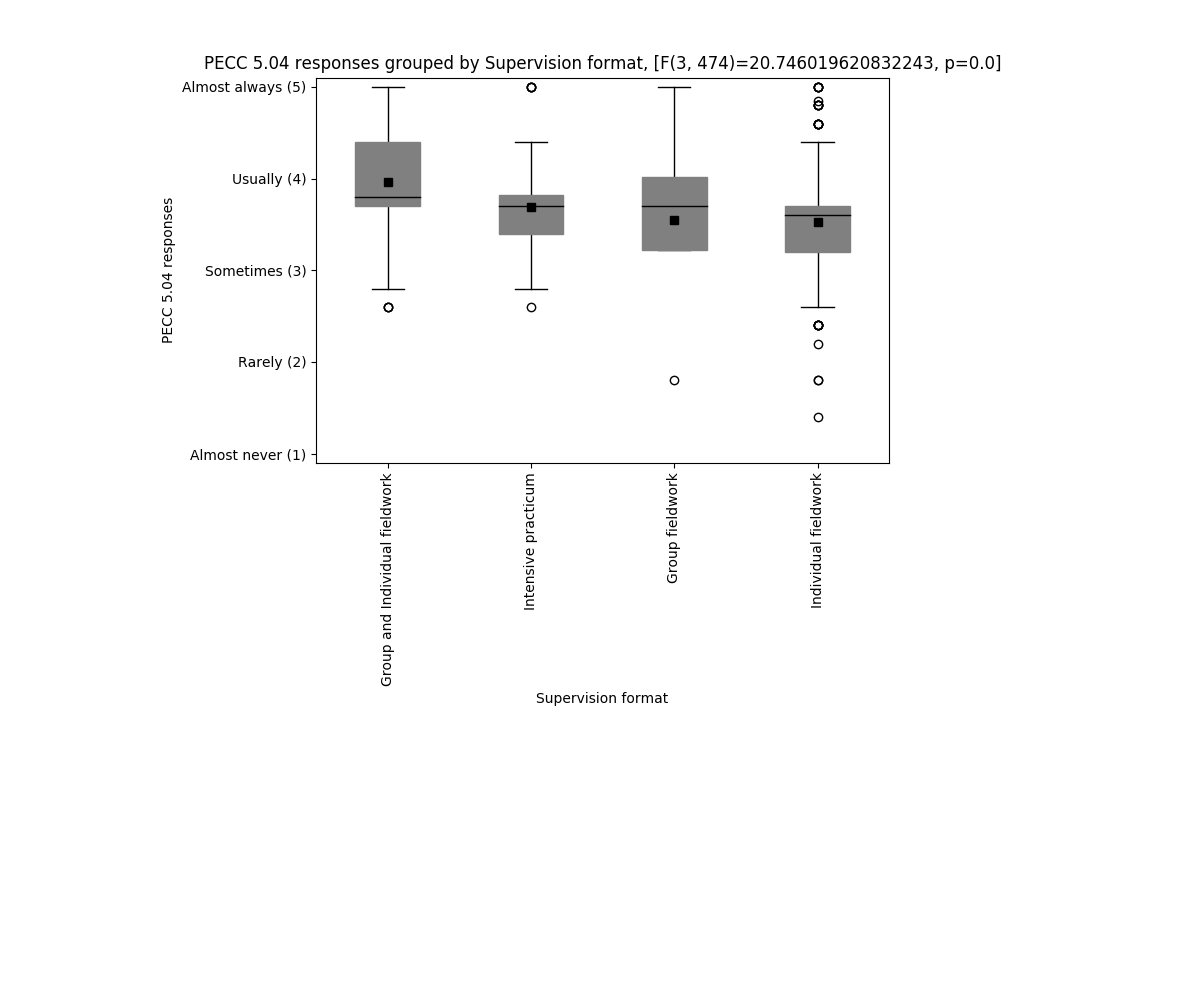 PECC 5.04 responses grouped by Supervision format, [F(3, 474)=20.746019620832243, p=0.0]
Almost always (5)
Usually (4)
Sometimes (3)
Rarely (2)
Almost never (1)
PECC 5.04 responses
Group and Individual fieldwork
Intensive practicum
Group fieldwork
Individual fieldwork
Supervision format